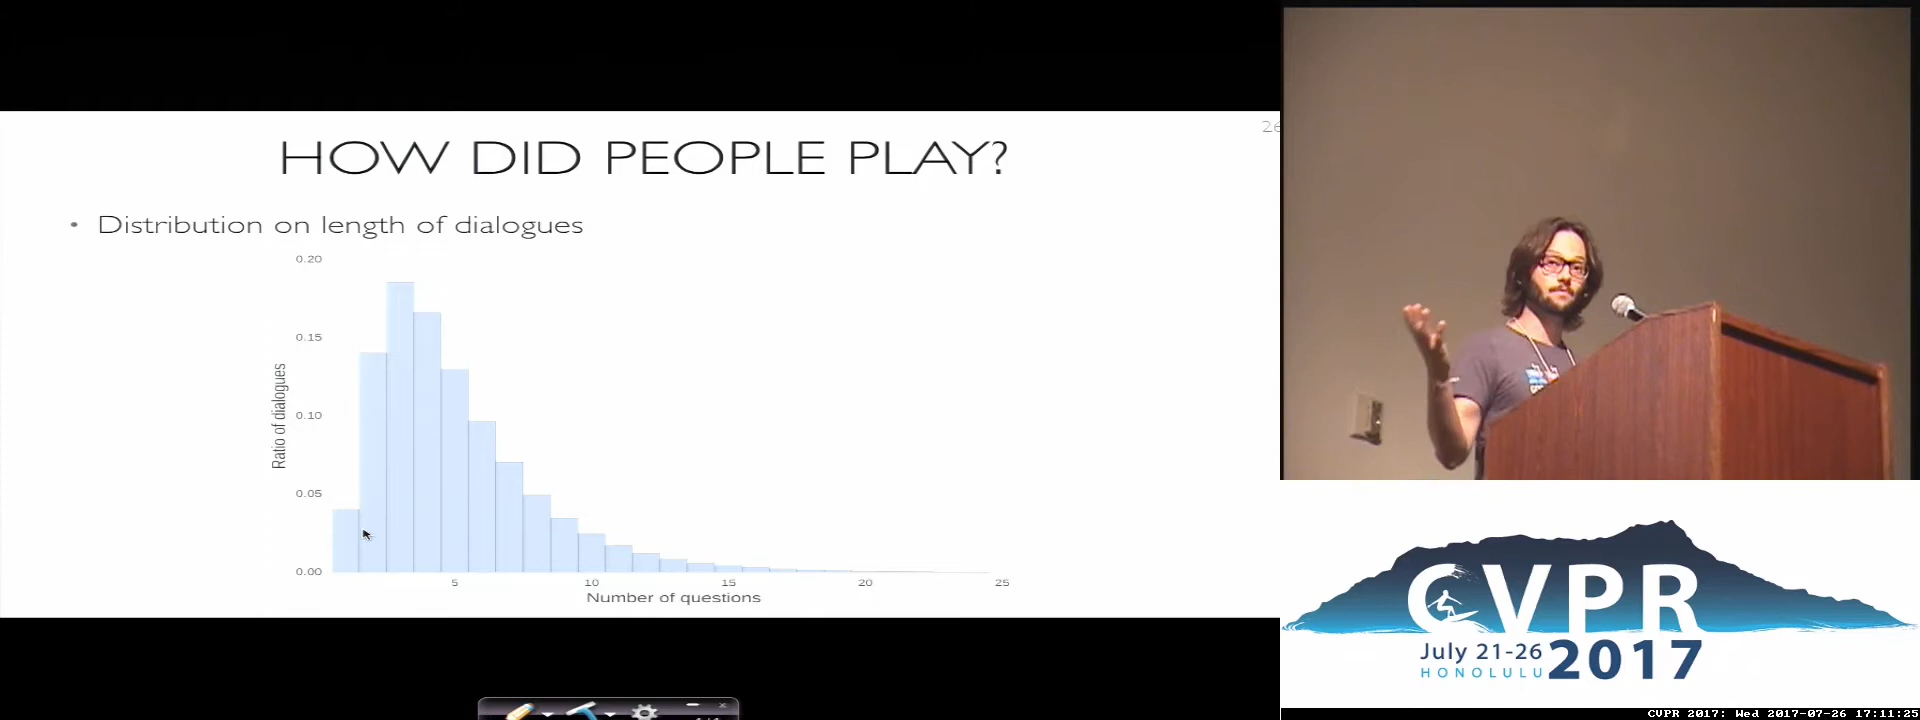 26
HOW DID PEOPLE PLAY?
• Distribution on length of dialogues
0.20
0.15
0.10
0.05
0.00
Ratio of dialogues
5 10 15 20 25
Number of questions
CVPR
July 21-26
HONOLULU
2017
CVPR 2017: Wed 2017-07-26 17:11:25